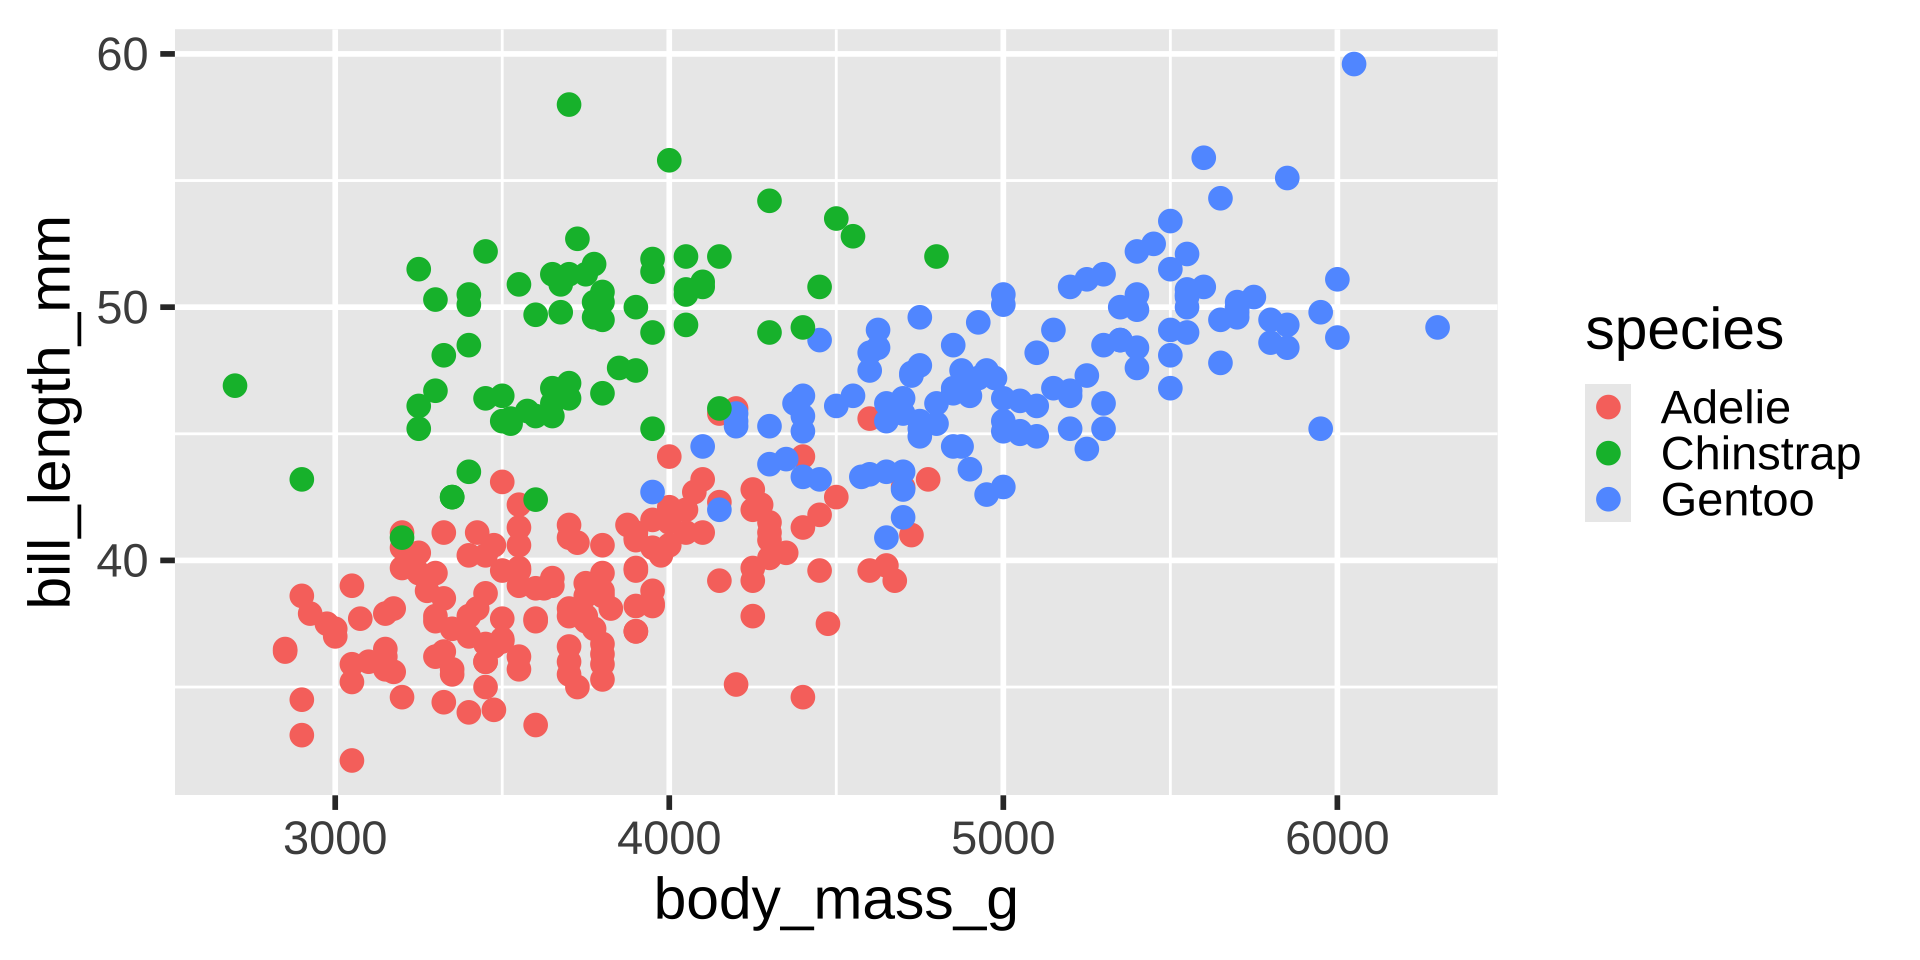 60
50
40
bill_length_mm
3000 4000 5000 6000
body_mass_g
species
Adelie
Chinstrap
Gentoo